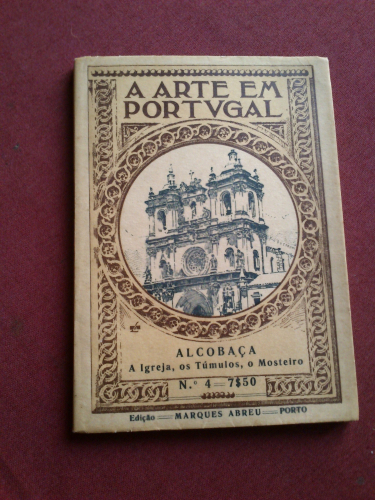 A ARTE EM
PORTVGAL
ALCOBAÇA
A Igreja, os Túmulos, o Mosteiro
N.º 4 — 7$50
Edição — MARQUES ABREU — PORTO